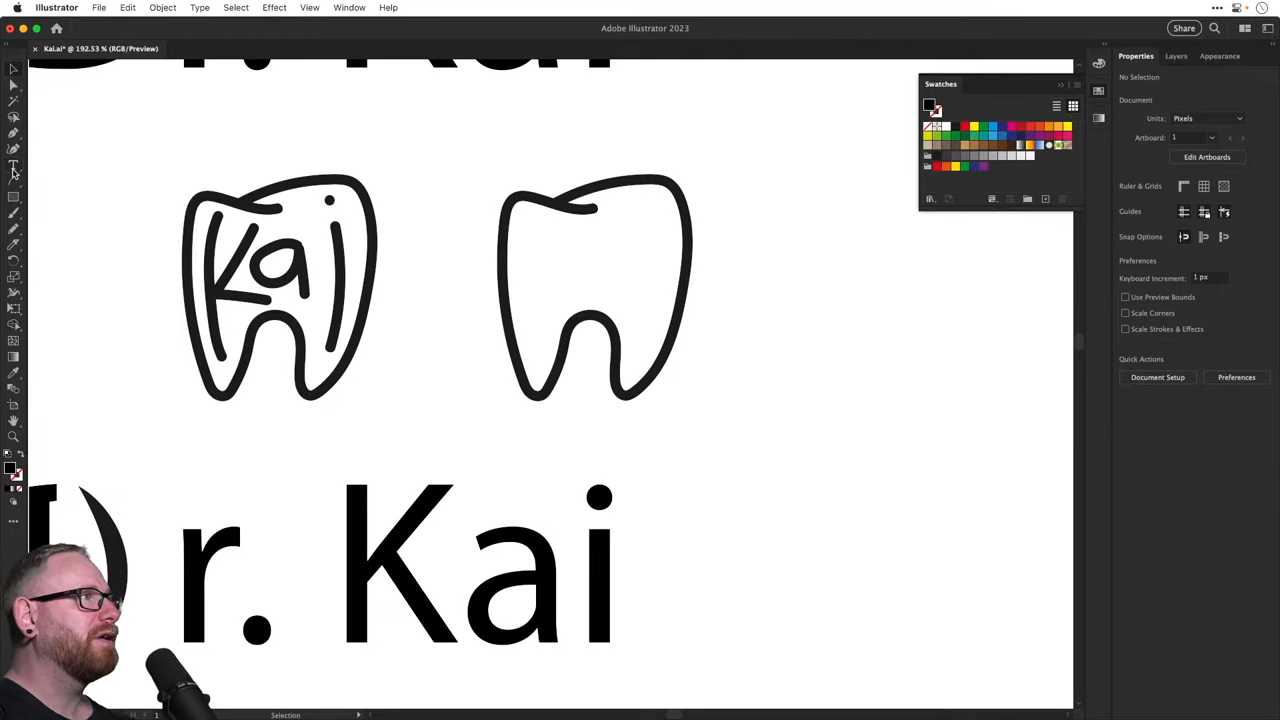 Illustrator File Edit Object Type Select Effect View Window Help
Adobe Illustrator 2023
Share
Kai.ai* @ 192.53 % (RGB/Preview)
Properties Layers Appearance
No Selection
Document
Units: Pixels
Artboard: 1
Edit Artboards
Ruler & Grids
Guides
Snap Options
Preferences
Keyboard Increment: 1 px
Use Preview Bounds
Scale Corners
Scale Strokes & Effects
Quick Actions
Document Setup Preferences
Swatches
Kai
Dr. Kai
1 Selection